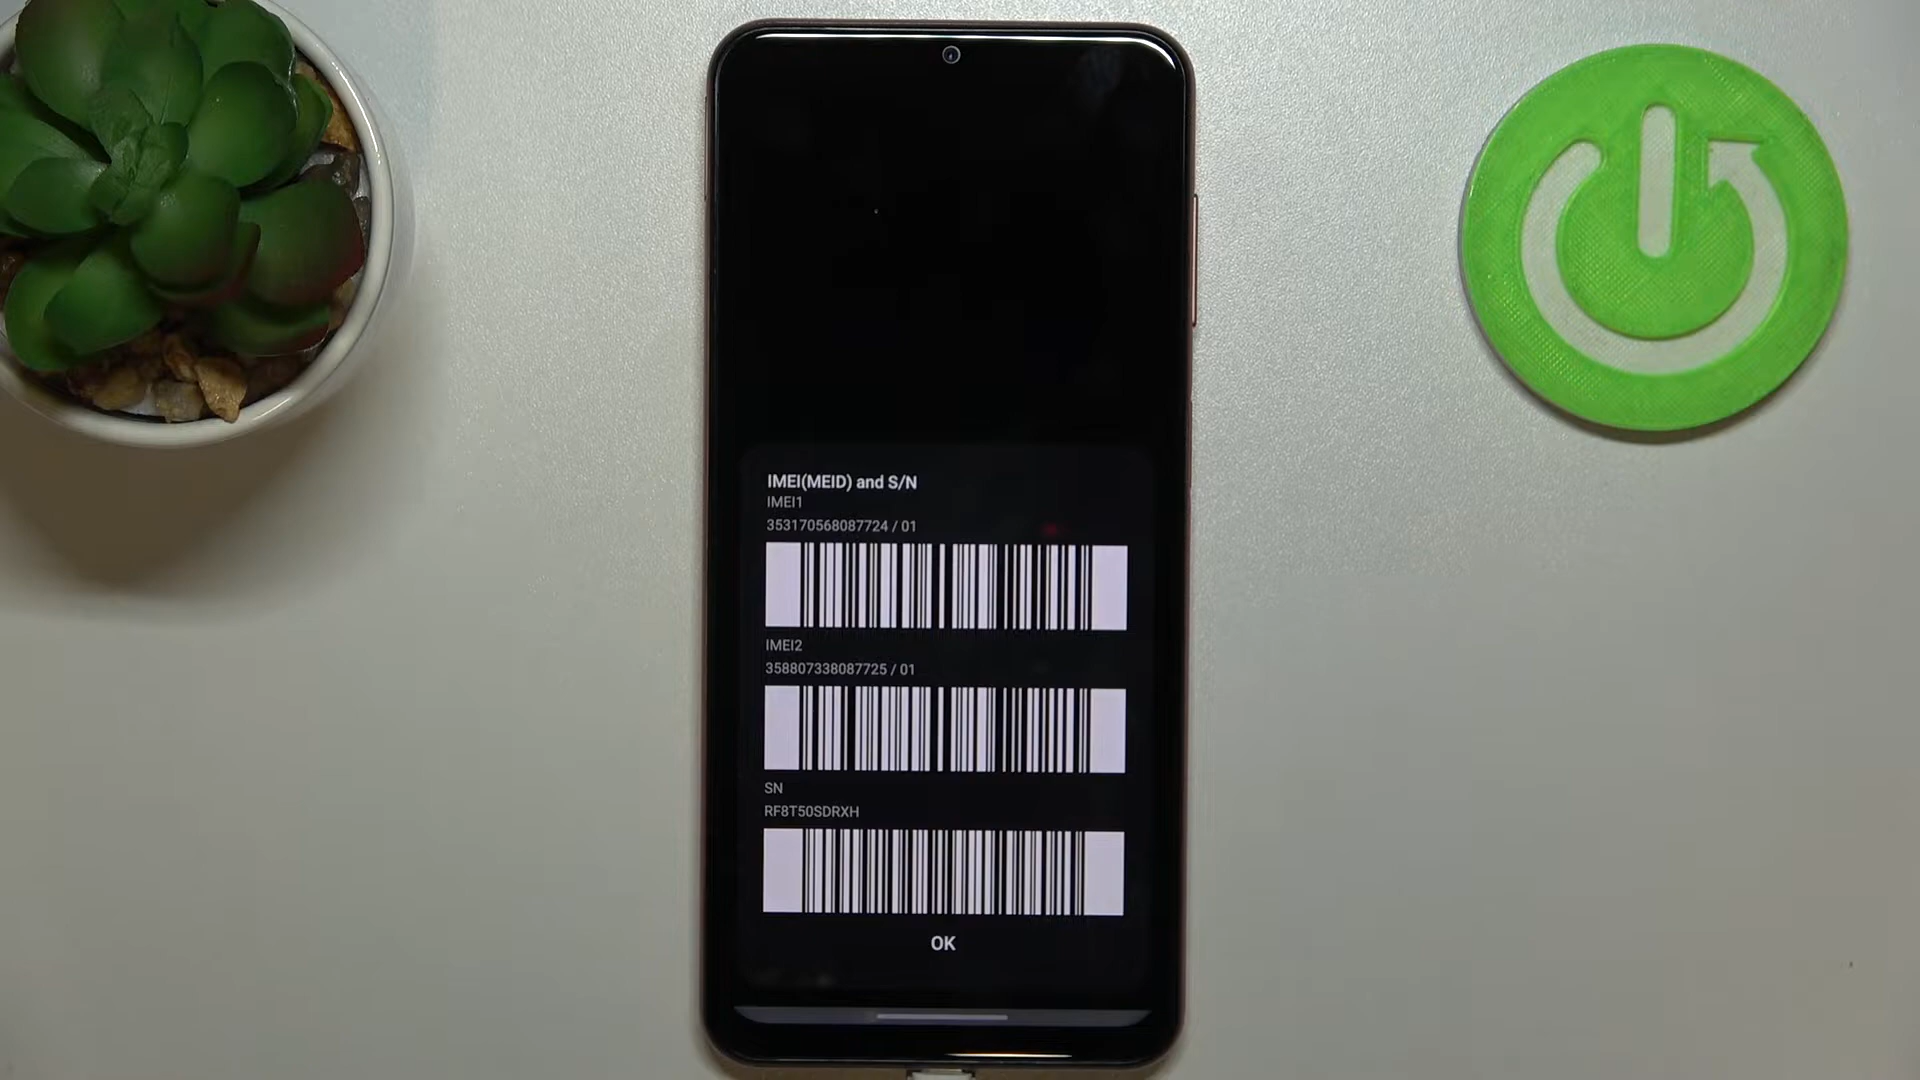 IMEI(MEID) and S/N
IMEI1
353170568087724 / 01
IMEI2
358807338087725 / 01
SN
RF8T50SDRXH
OK